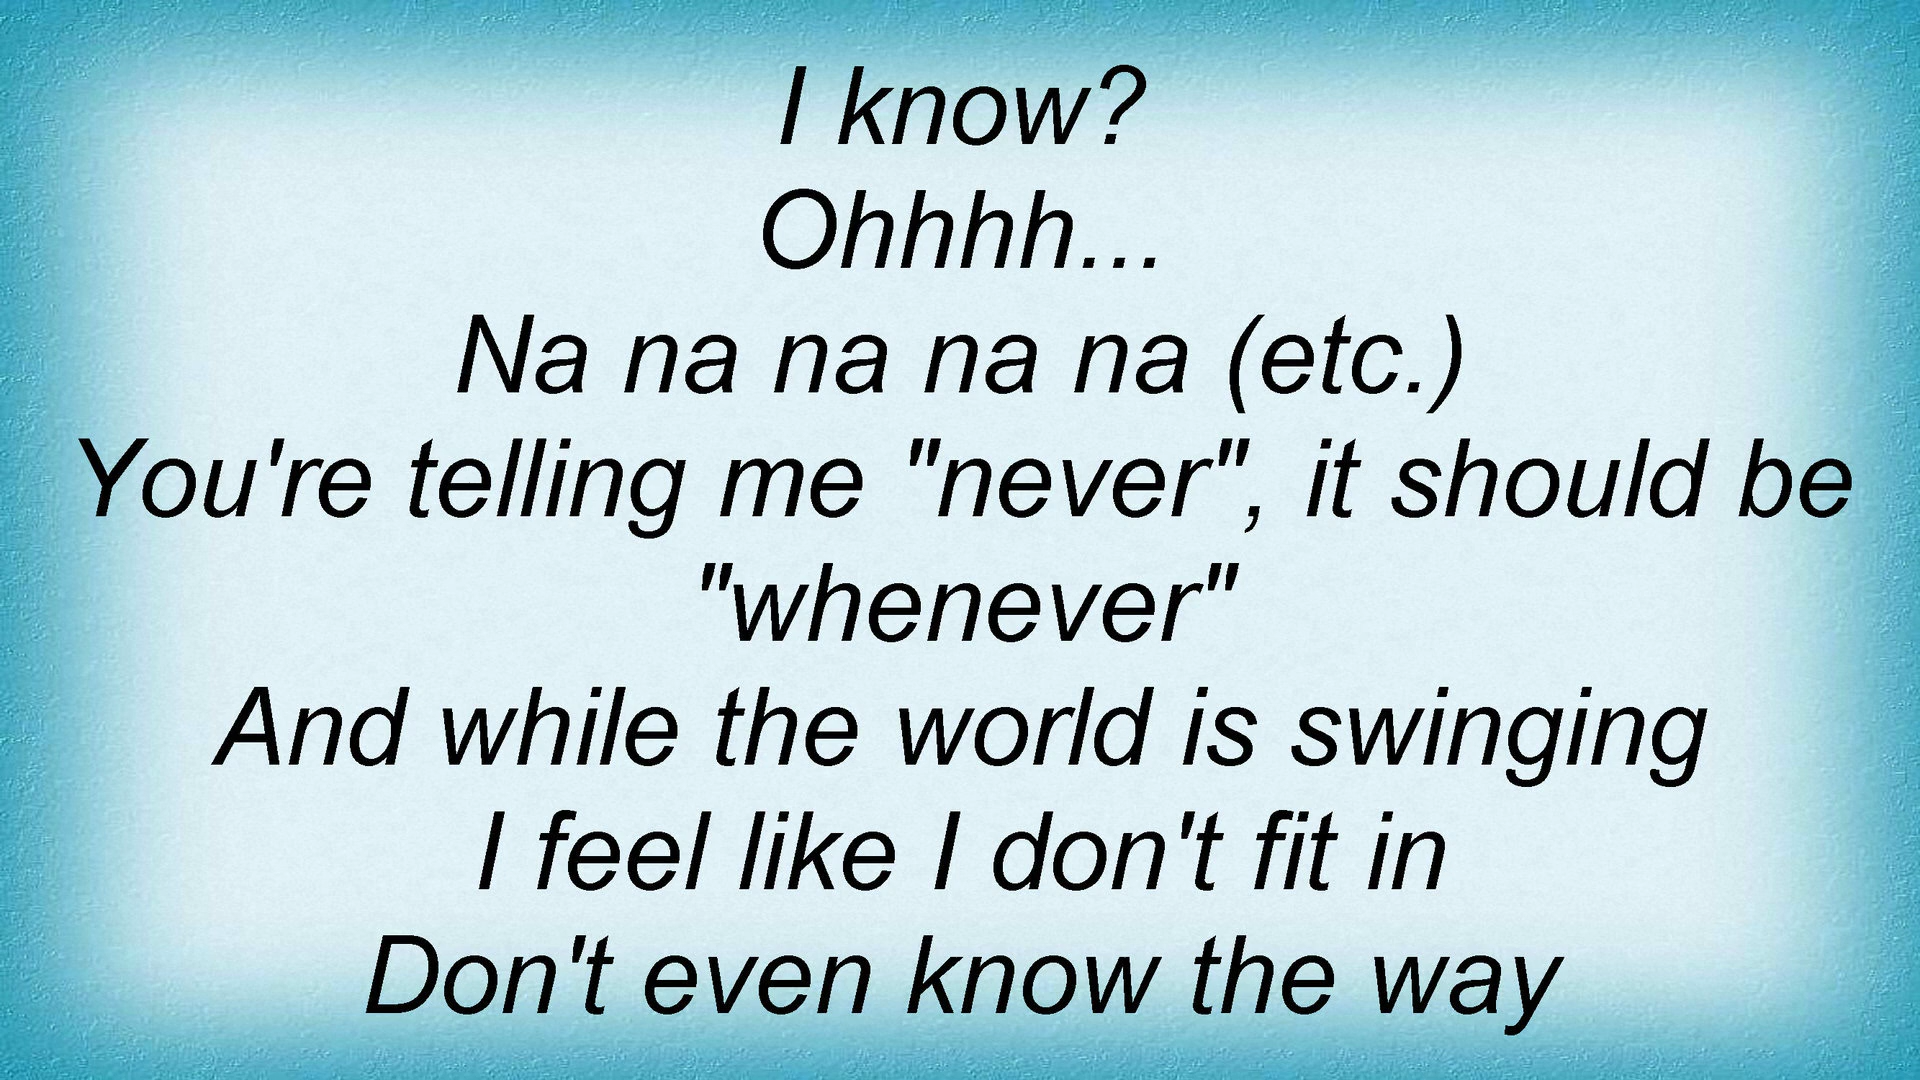 I know?
Ohhhh...
Na na na na na (etc.)
You're telling me "never", it should be
"whenever"
And while the world is swinging
I feel like I don't fit in
Don't even know the way